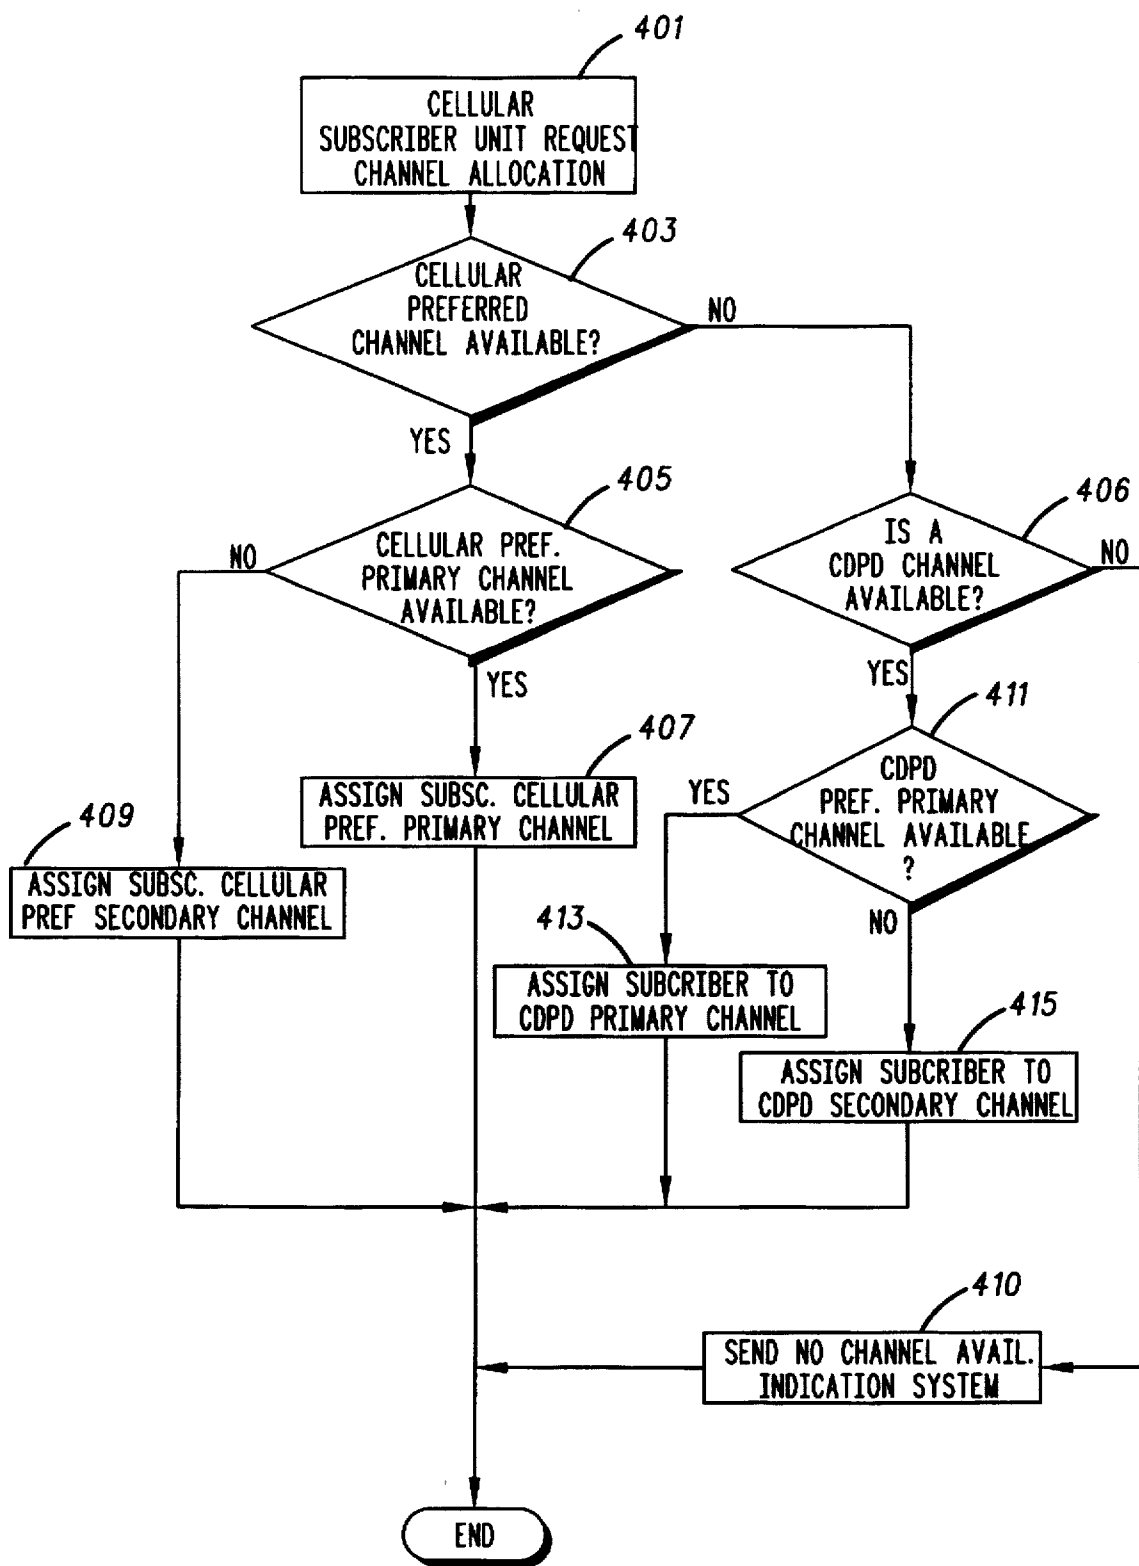 401
CELLULAR
SUBSCRIBER UNIT REQUEST
CHANNEL ALLOCATION
403
CELLULAR
PREFERRED
CHANNEL AVAILABLE?
NO
YES
405
CELLULAR PREF.
PRIMARY CHANNEL
AVAILABLE?
NO
YES
406
IS A
CDPD CHANNEL
AVAILABLE?
NO
YES
407
ASSIGN SUBSC. CELLULAR
PREF. PRIMARY CHANNEL
411
CDPD
PREF. PRIMARY
CHANNEL AVAILABLE
?
YES
NO
409
ASSIGN SUBSC. CELLULAR
PREF SECONDARY CHANNEL
413
ASSIGN SUBCRIBER TO
CDPD PRIMARY CHANNEL
415
ASSIGN SUBCRIBER TO
CDPD SECONDARY CHANNEL
410
SEND NO CHANNEL AVAIL.
INDICATION SYSTEM
END